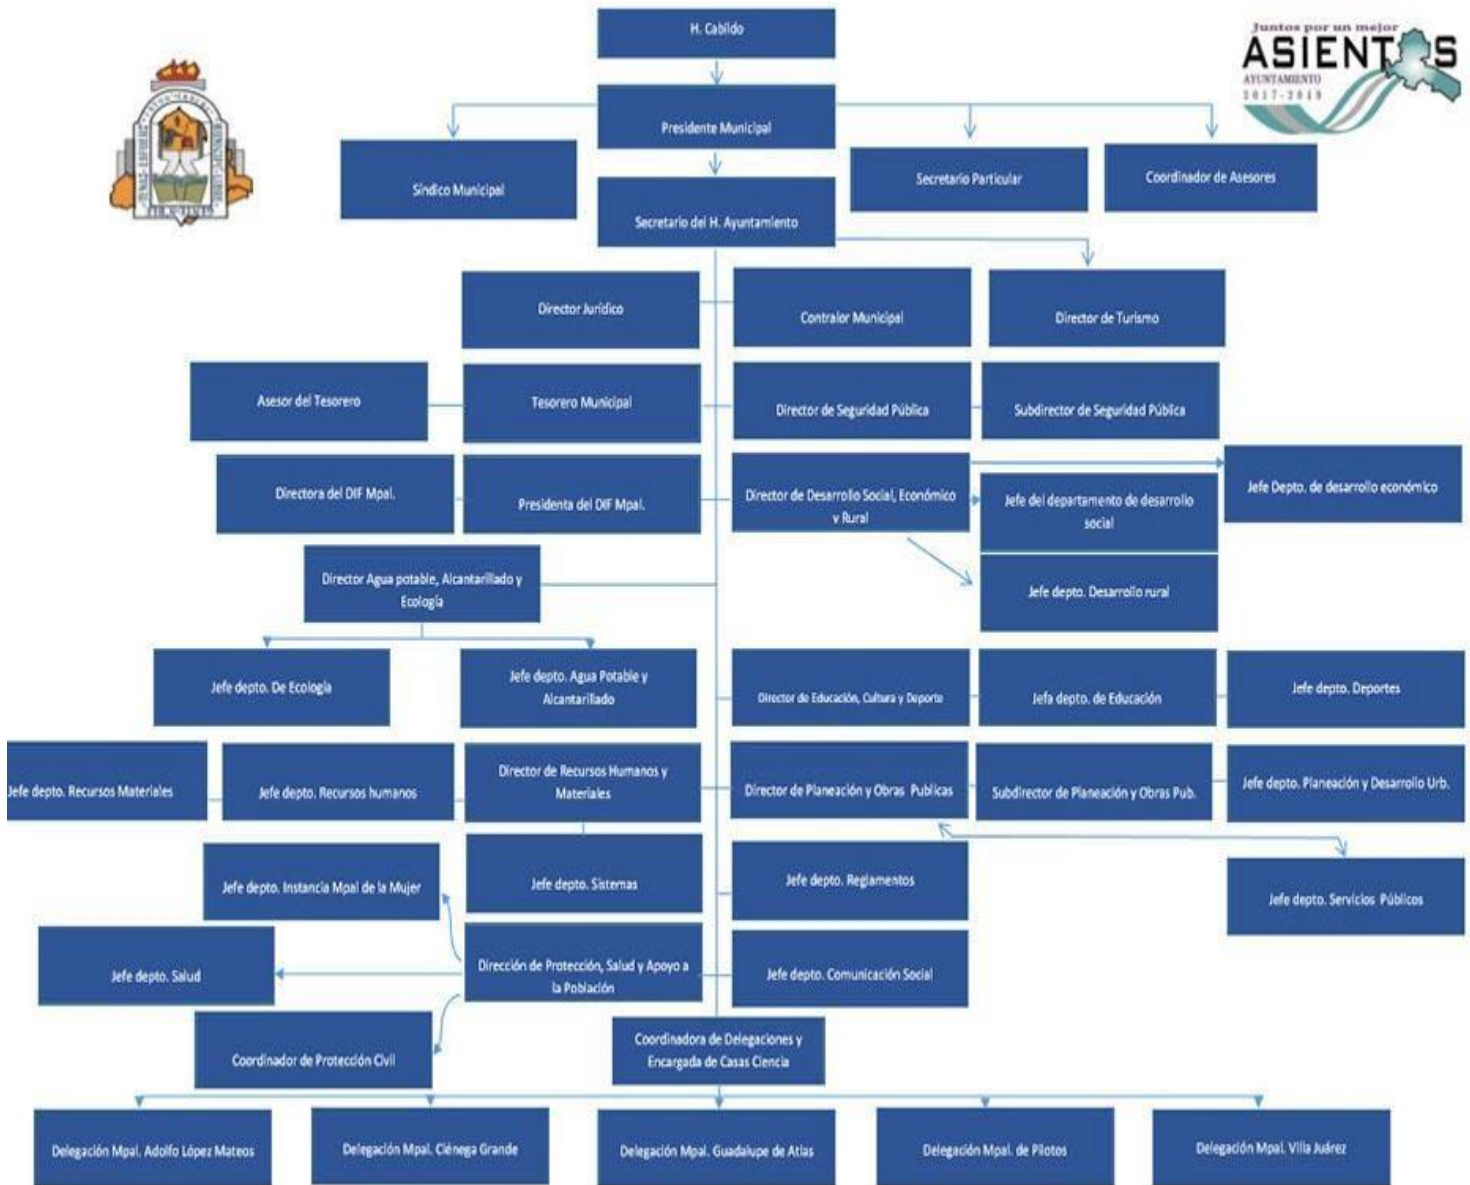 H. Cabildo
Juntos por un mejor
ASIENTOS
AYUNTAMIENTO
2017-2019
Presidente Municipal
Síndico Municipal
Secretario Particular
Coordinador de Asesores
Secretario del H. Ayuntamiento
Director Jurídico
Contralor Municipal
Director de Turismo
Asesor del Tesorero
Tesorero Municipal
Director de Seguridad Pública
Subdirector de Seguridad Pública
Directora del DIF Mpal.
Presidenta del DIF Mpal.
Director de Desarrollo Social, Económico
y Rural
Jefe del departamento de desarrollo
social
Jefe Depto. de desarrollo económico
Director Agua potable, Alcantarillado y
Ecología
Jefe depto. Desarrollo rural
Jefe depto. De Ecología
Jefe depto. Agua Potable y
Alcantarillado
Director de Educación, Cultura y Deporte
Jefa depto. de Educación
Jefe depto. Deportes
Jefe depto. Recursos Materiales
Jefe depto. Recursos humanos
Director de Recursos Humanos y
Materiales
Director de Planeación y Obras Publicas
Subdirector de Planeación y Obras Pub.
Jefe depto. Planeación y Desarrollo Urb.
Jefe depto. Instancia Mpal de la Mujer
Jefe depto. Sistemas
Jefe depto. Reglamentos
Jefe depto. Servicios Públicos
Jefe depto. Salud
Dirección de Protección, Salud y Apoyo a
la Población
Jefe depto. Comunicación Social
Coordinador de Protección Civil
Coordinadora de Delegaciones y
Encargada de Casas Ciencia
Delegación Mpal. Adolfo López Mateos
Delegación Mpal. Ciénega Grande
Delegación Mpal. Guadalupe de Atlas
Delegación Mpal. de Pilotos
Delegación Mpal. Villa Juárez